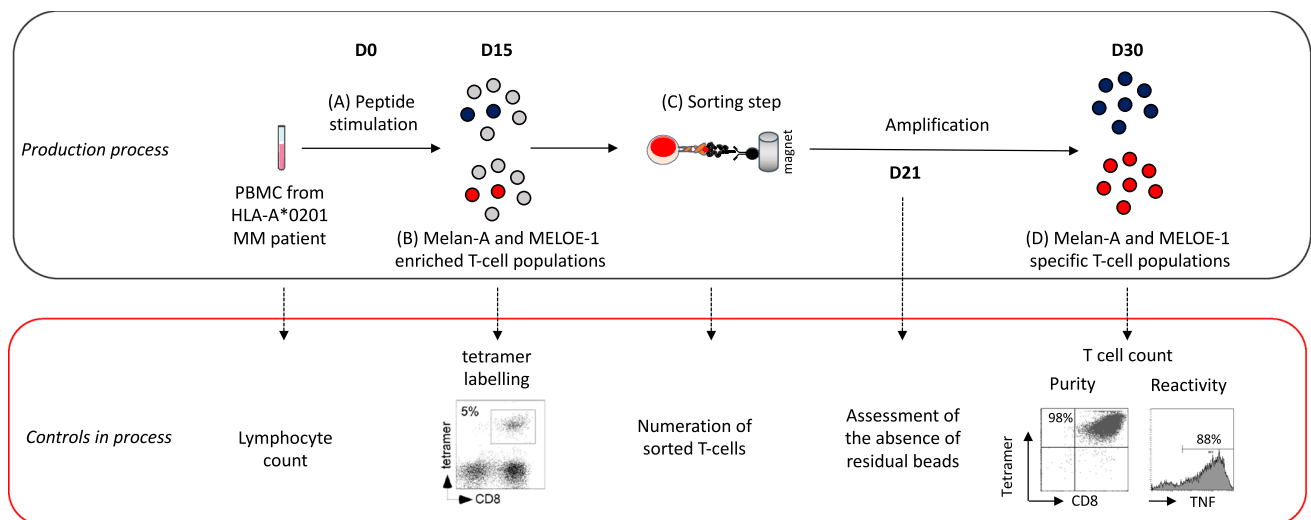 D0
D15
D30
(A) Peptide
stimulation
(C) Sorting step
Amplification
Production process
magnet
D21
PBMC from
HLA-A*0201
MM patient
(B) Melan-A and MELOE-1
enriched T-cell populations
(D) Melan-A and MELOE-1
specific T-cell populations
tetramer
labelling
T cell count
Purity
Reactivity
5%
98%
88%
Controls in process
Lymphocyte
count
tetramer
CD8
Numeration of
sorted T-cells
Assessment of
the absence of
residual beads
Tetramer
CD8
TNF